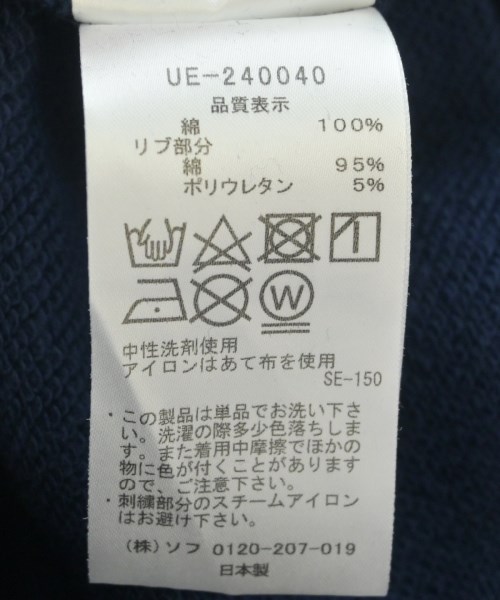 UE-240040
品質表示
綿 100%
リブ部分
綿 95%
ポリウレタン 5%
W
中性洗剤使用
アイロンはあて布を使用
SE-150
・この製品は単品でお洗い下さ
い。洗濯の際多少色落ちしま
す。また着用中摩擦でほかの
物に色が付くことがあります
ので、ご注意下さい。
・刺繍部分のスチームアイロン
はお避け下さい。
(株)ソフ 0120-207-019
日本製